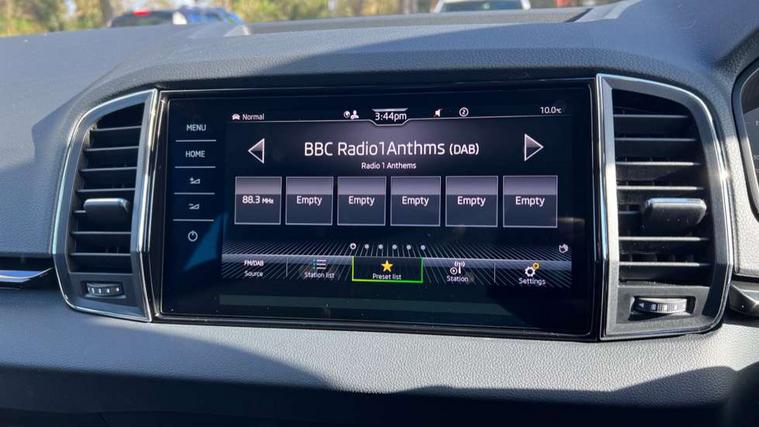 Normal
3:44pm
2
10.0°C
MENU
HOME
BBC Radio1Anthms (DAB)
Radio 1 Anthems
88.3 MHz
Empty
Empty
Empty
Empty
Empty
FM/DAB
Source
Station list
Preset list
Station
Settings